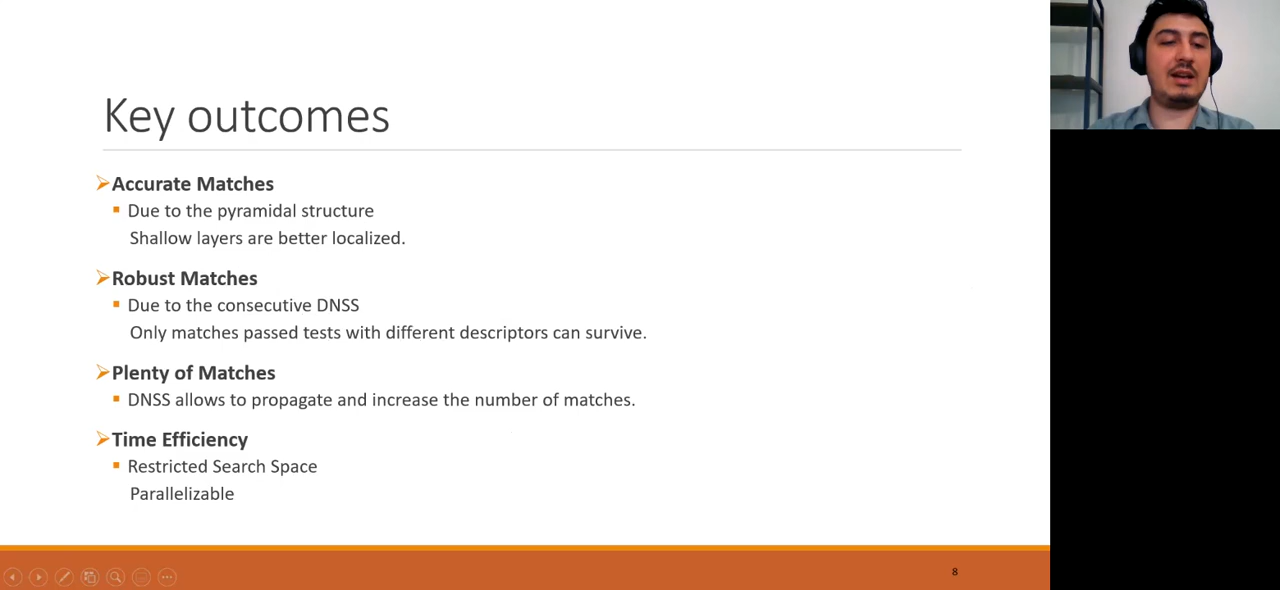 Key outcomes
Accurate Matches
Due to the pyramidal structure
Shallow layers are better localized.
Robust Matches
Due to the consecutive DNSS
Only matches passed tests with different descriptors can survive.
Plenty of Matches
DNSS allows to propagate and increase the number of matches.
Time Efficiency
Restricted Search Space
Parallelizable
8